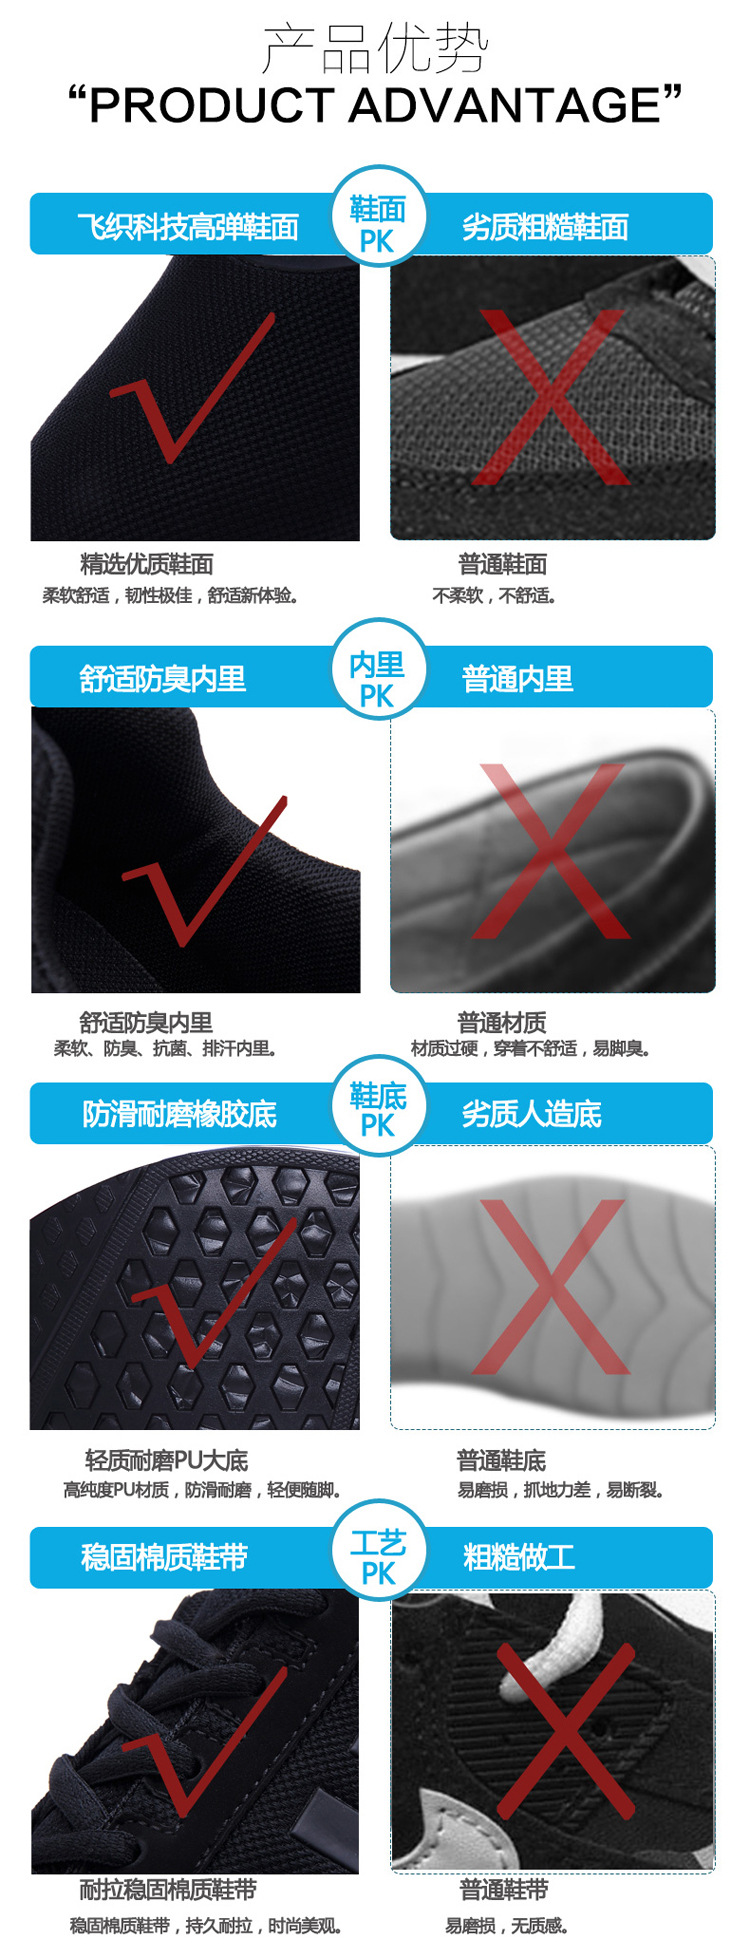 产品优势
“PRODUCT ADVANTAGE”
飞织科技高弹鞋面
鞋面
PK
劣质粗糙鞋面
精选优质鞋面
柔软舒适，韧性极佳，舒适新体验。
普通鞋面
不柔软，不舒适。
舒适防臭内里
内里
PK
普通内里
舒适防臭内里
柔软、防臭、抗菌、排汗内里。
普通材质
材质过硬，穿着不舒适，易脚臭。
防滑耐磨橡胶底
鞋底
PK
劣质人造底
轻质耐磨PU大底
高纯度PU材质，防滑耐磨，轻便随脚。
普通鞋底
易磨损，抓地力差，易断裂。
稳固棉质鞋带
工艺
PK
粗糙做工
耐拉稳固棉质鞋带
稳固棉质鞋带，持久耐拉，时尚美观。
普通鞋带
易磨损，无质感。